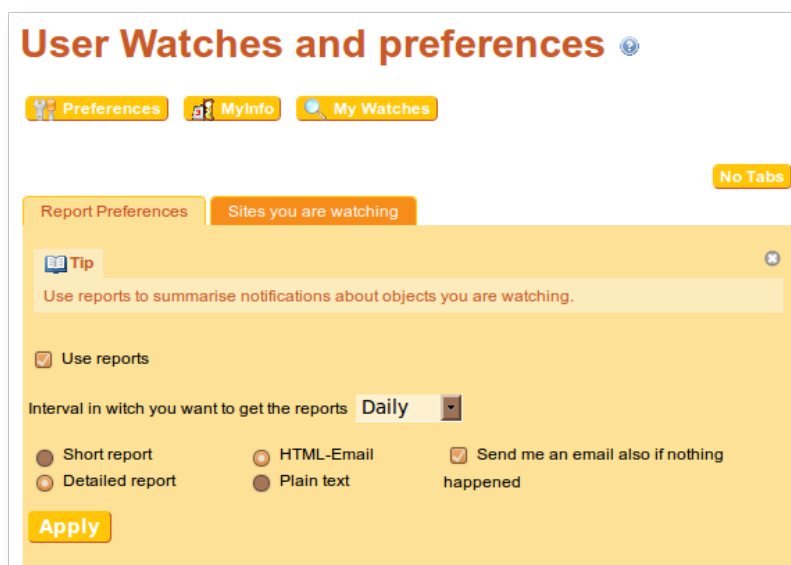 User Watches and preferences
Preferences MyInfo My Watches
No Tabs
Report Preferences Sites you are watching
Tip
Use reports to summarise notifications about objects you are watching.
Use reports
Interval in witch you want to get the reports Daily
Short report HTML-Email Send me an email also if nothing
Detailed report Plain text happened
Apply